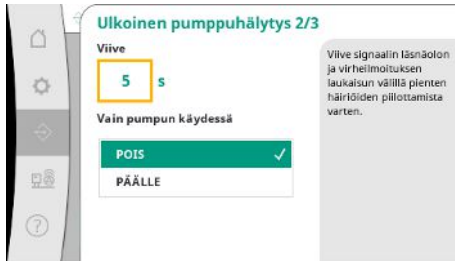 Ulkoinen pumppuhälytys 2/3
Viive
5 s
Vain pumpun käydessä
POIS
PÄÄLLE
Viive signaalin läsnäolon
ja virheilmoituksen
laukaisun välillä pienten
häiriöiden piilottamista
varten.